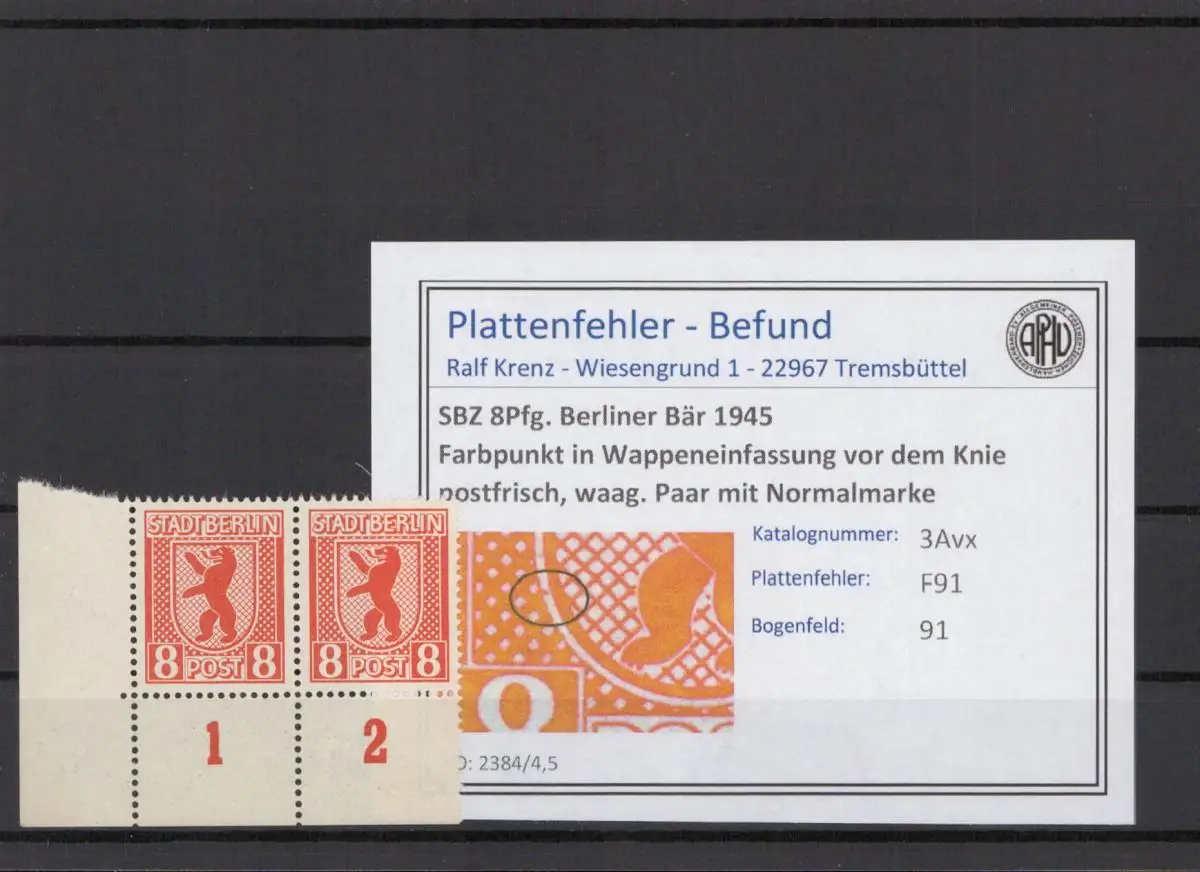 Plattenfehler - Befund
Ralf Krenz - Wiesengrund 1 - 22967 Tremsbüttel
SBZ 8Pfg. Berliner Bär 1945
Farbpunkt in Wappeneinfassung vor dem Knie
postfrisch, waag. Paar mit Normalmarke
Katalognummer: 3Avx
Plattenfehler: F91
Bogenfeld: 91
: 2384/4,5
APHV
STADT BERLIN
8 POST 8
STADT BERLIN
8 POST 8
1
2